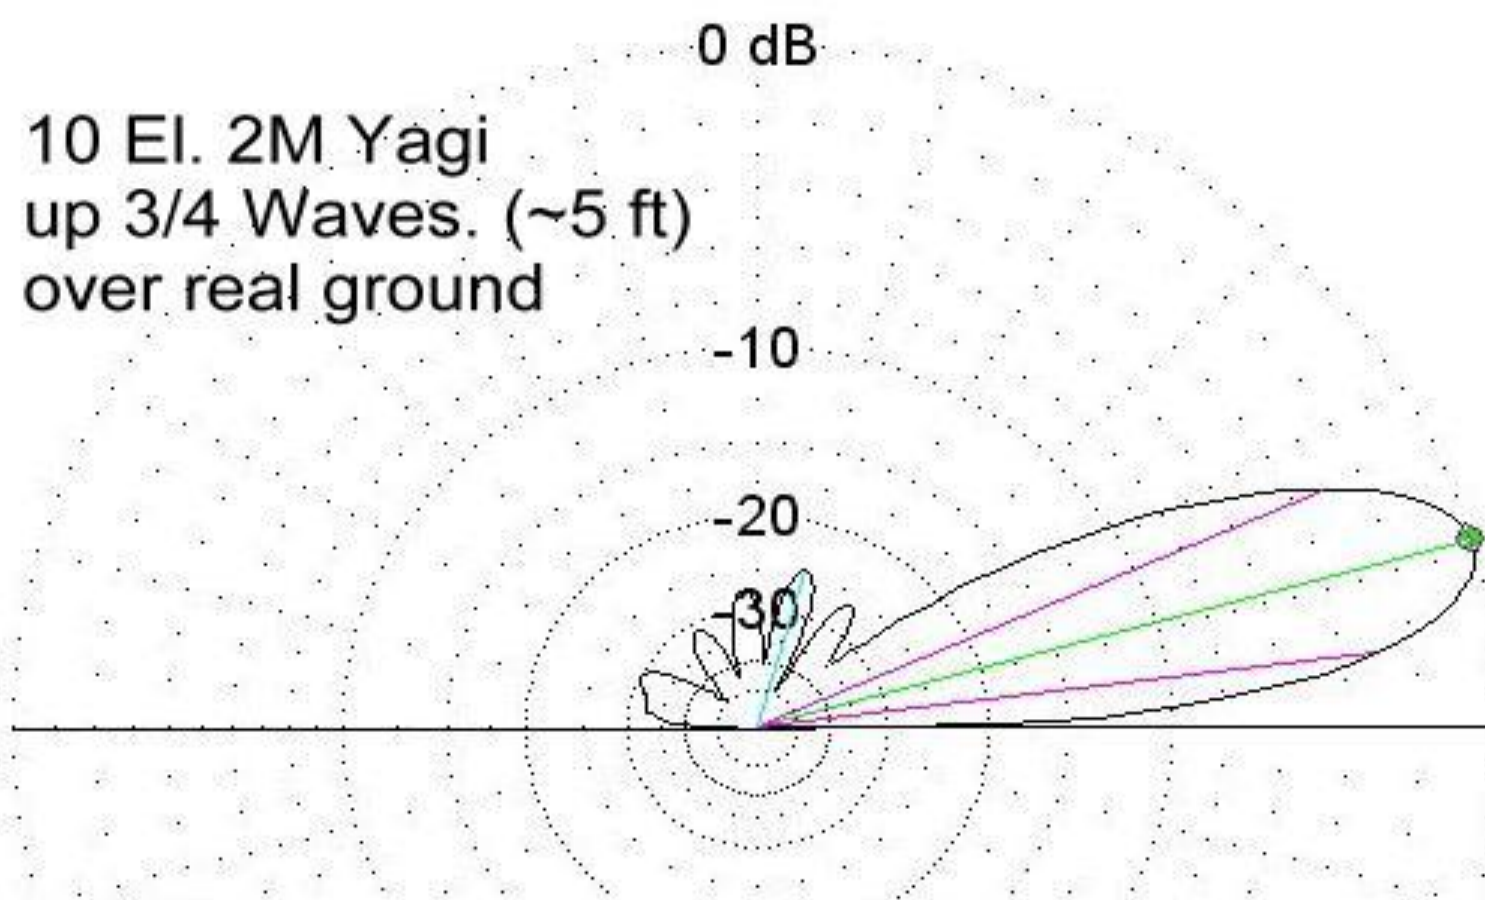 0 dB
10 El. 2M Yagi
up 3/4 Waves. (~5 ft)
over real ground
-10
-20
-30